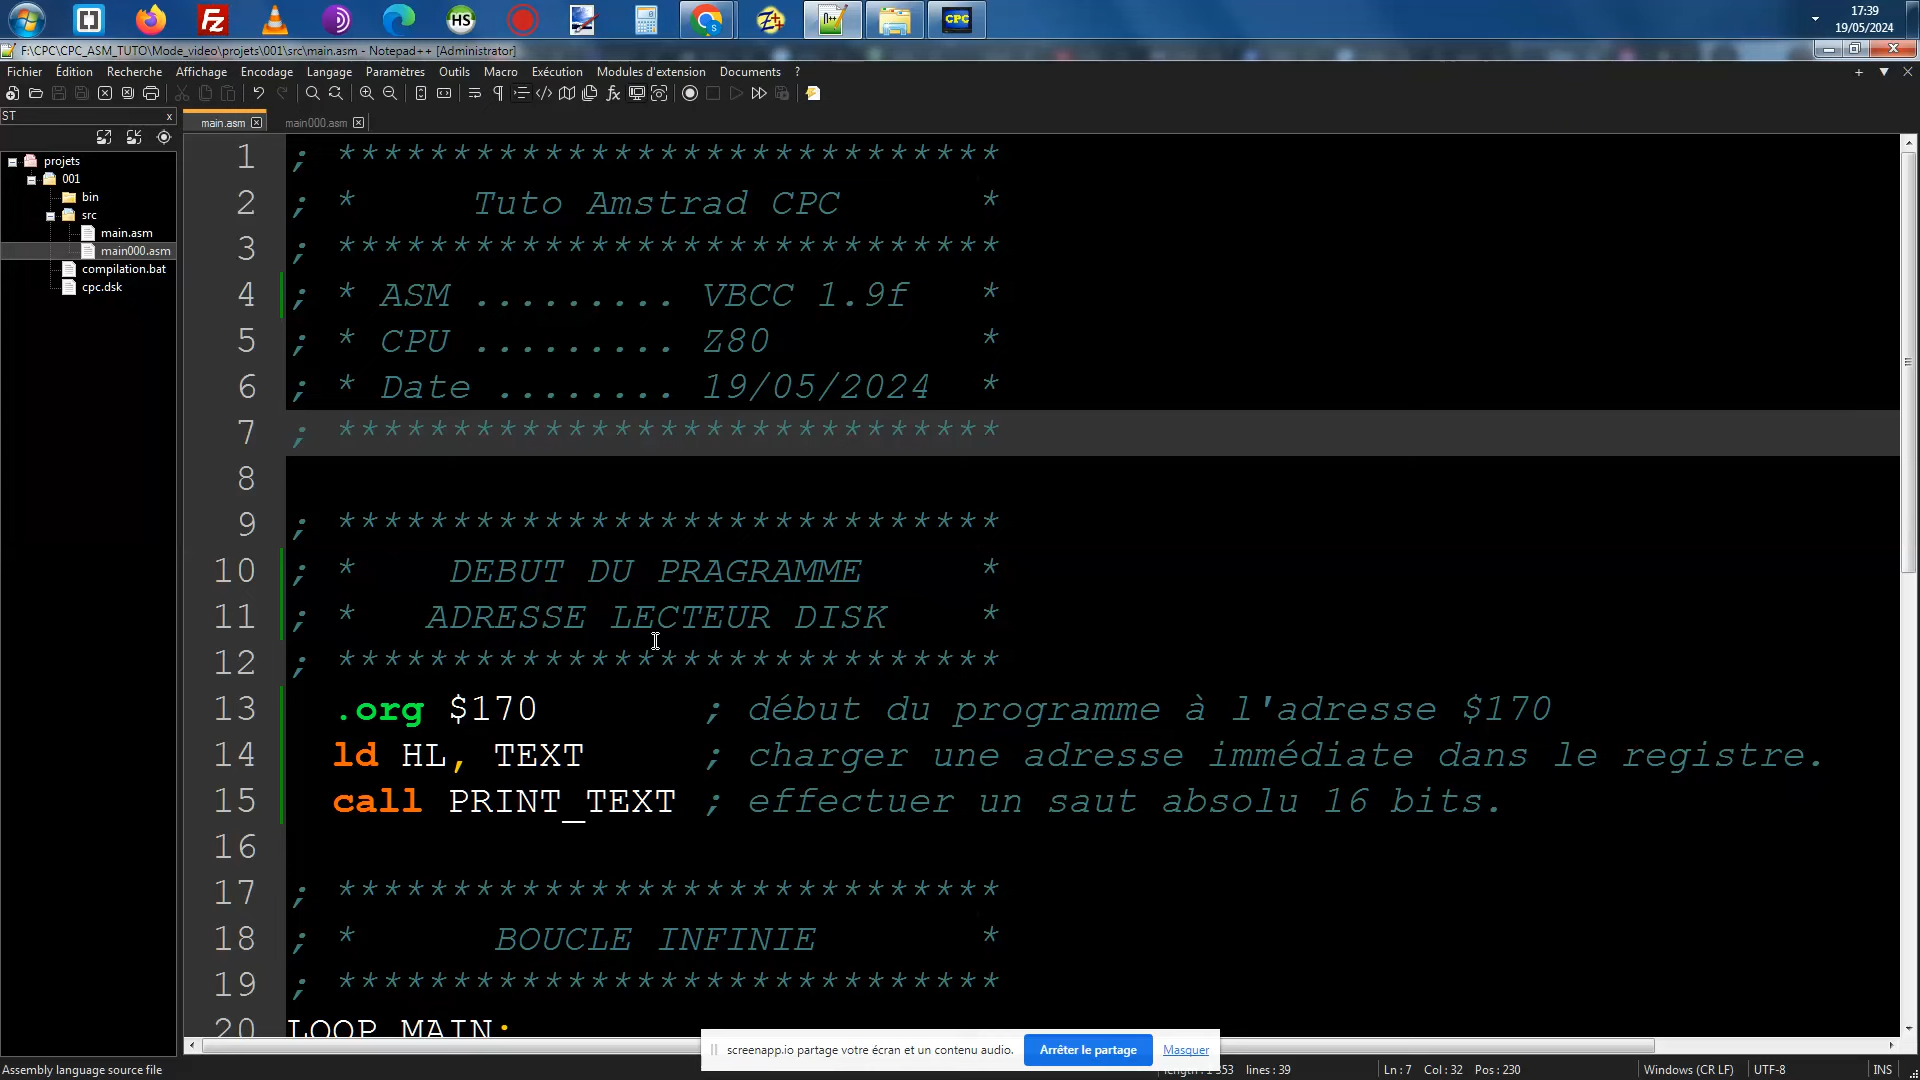 17:39
19/05/2024
F:\CPC\CPC_ASM_TUTO\Mode_video\projets\001\src\main.asm - Notepad++ [Administrator]
Fichier Édition Recherche Affichage Encodage Langage Paramètres Outils Macro Exécution Modules d'extension Documents ?
ST
main.asm main000.asm
projets
001
bin
src
main.asm
main000.asm
compilation.bat
cpc.dsk
1 ; *****************************
2 ; * Tuto Amstrad CPC *
3 ; *****************************
4 ; * ASM ......... VBCC 1.9f *
5 ; * CPU ......... Z80 *
6 ; * Date ........ 19/05/2024 *
7 ; *****************************
8
9 ; *****************************
10 ; * DEBUT DU PRAGRAMME *
11 ; * ADRESSE LECTEUR DISK *
12 ; *****************************
13 .org $170 ; début du programme à l'adresse $170
14 ld HL, TEXT ; charger une adresse immédiate dans le registre.
15 call PRINT_TEXT ; effectuer un saut absolu 16 bits.
16
17 ; *****************************
18 ; * BOUCLE INFINIE *
19 ; *****************************
20 LOOP_MAIN:
screenapp.io partage votre écran et un contenu audio. Arrêter le partage Masquer
Assembly language source file lines : 39 Ln : 7 Col : 32 Pos : 230 Windows (CR LF) UTF-8 INS